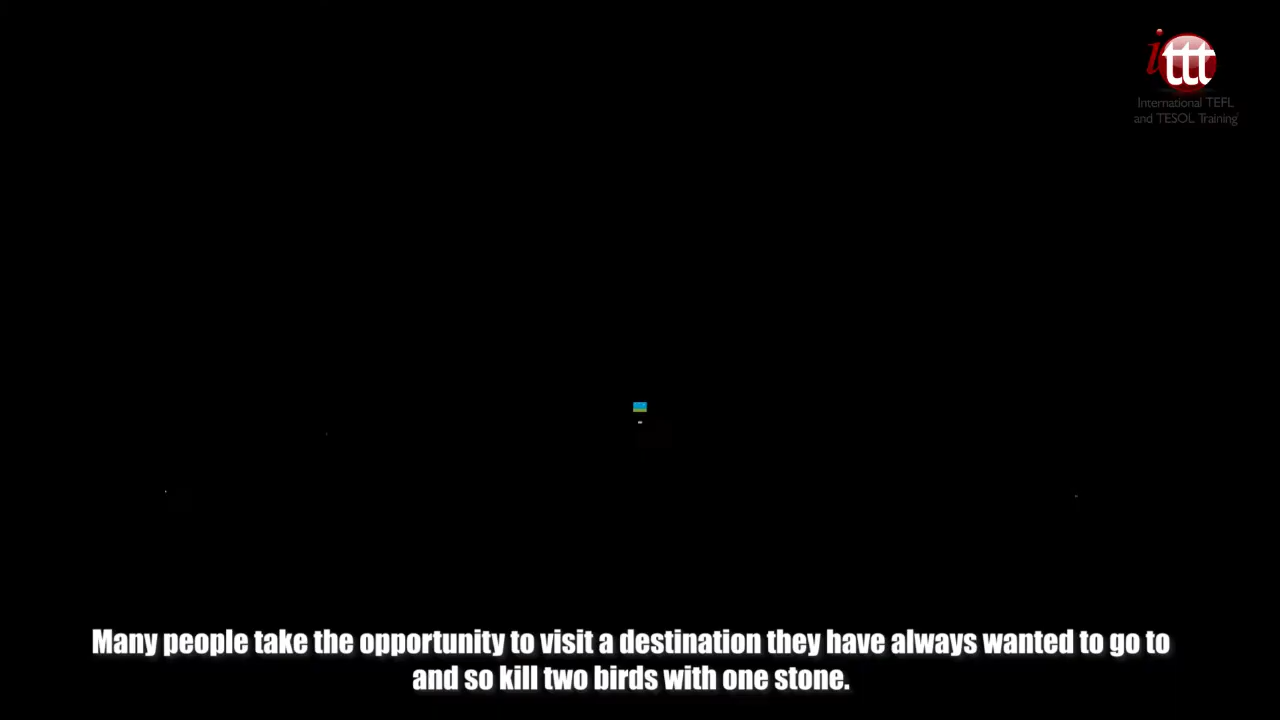 ittt
International TEFL
and TESOL Training
Many people take the opportunity to visit a destination they have always wanted to go to
and so kill two birds with one stone.